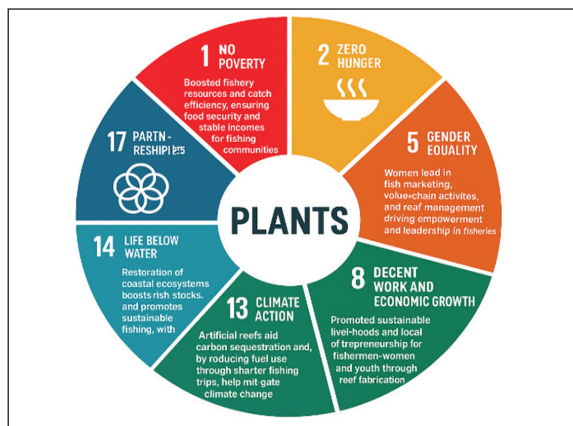 1 NO
POVERTY
Boosted fishery
resources and catch
efficiency, ensuring
food security and
stable incomes
for fishing
communities
2 ZERO
HUNGER
5 GENDER
EQUALITY
Women lead in
fish marketing,
volue-chain activites,
and reaf management
driving empowerment
and leadership in fisheries
8 DECENT
WORK AND
ECONOMIC GROWTH
Promoted sustainable
livel-hoods and local
of trepreneurship for
fishermen-women
and youth through
reef fabrication
13 CLIMATE
ACTION
Artificial reefs aid
carbon sequestration and,
by reducing fuel use
through sharter fishing
trips, help mit-gate
climate change
14 LIFE BELOW
WATER
Restoration of
coastal ecosystems
boosts rish stocks.
and promotes
sustainable
fishing, with
17 PARTN-
PLANTS